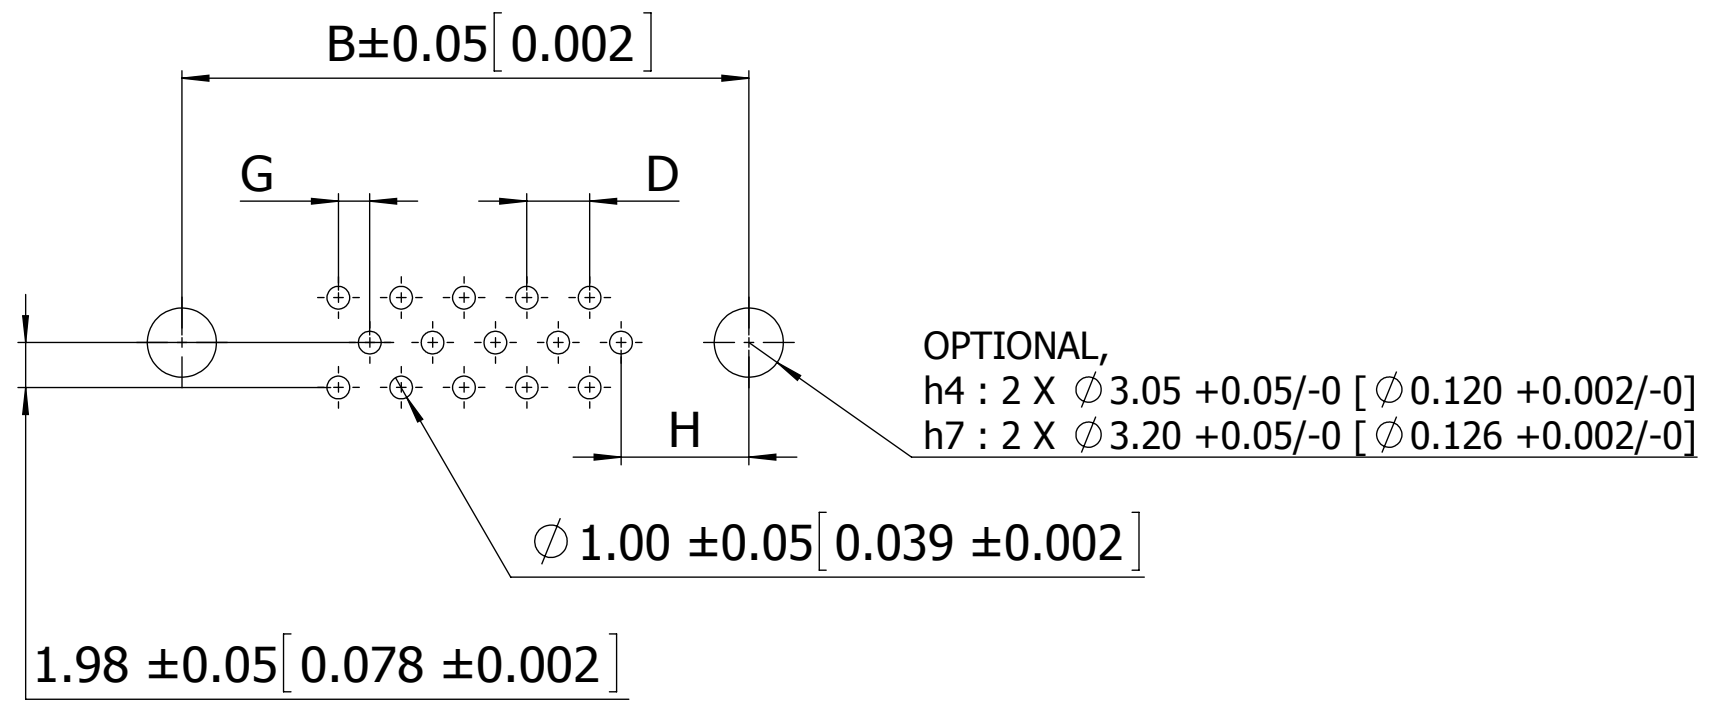 B±0.05[0.002]
G
D
OPTIONAL,
h4 : 2 X ∅3.05 +0.05/-0 [∅0.120 +0.002/-0]
h7 : 2 X ∅3.20 +0.05/-0 [∅0.126 +0.002/-0]
H
∅1.00 ±0.05[0.039 ±0.002]
1.98 ±0.05[0.078 ±0.002]